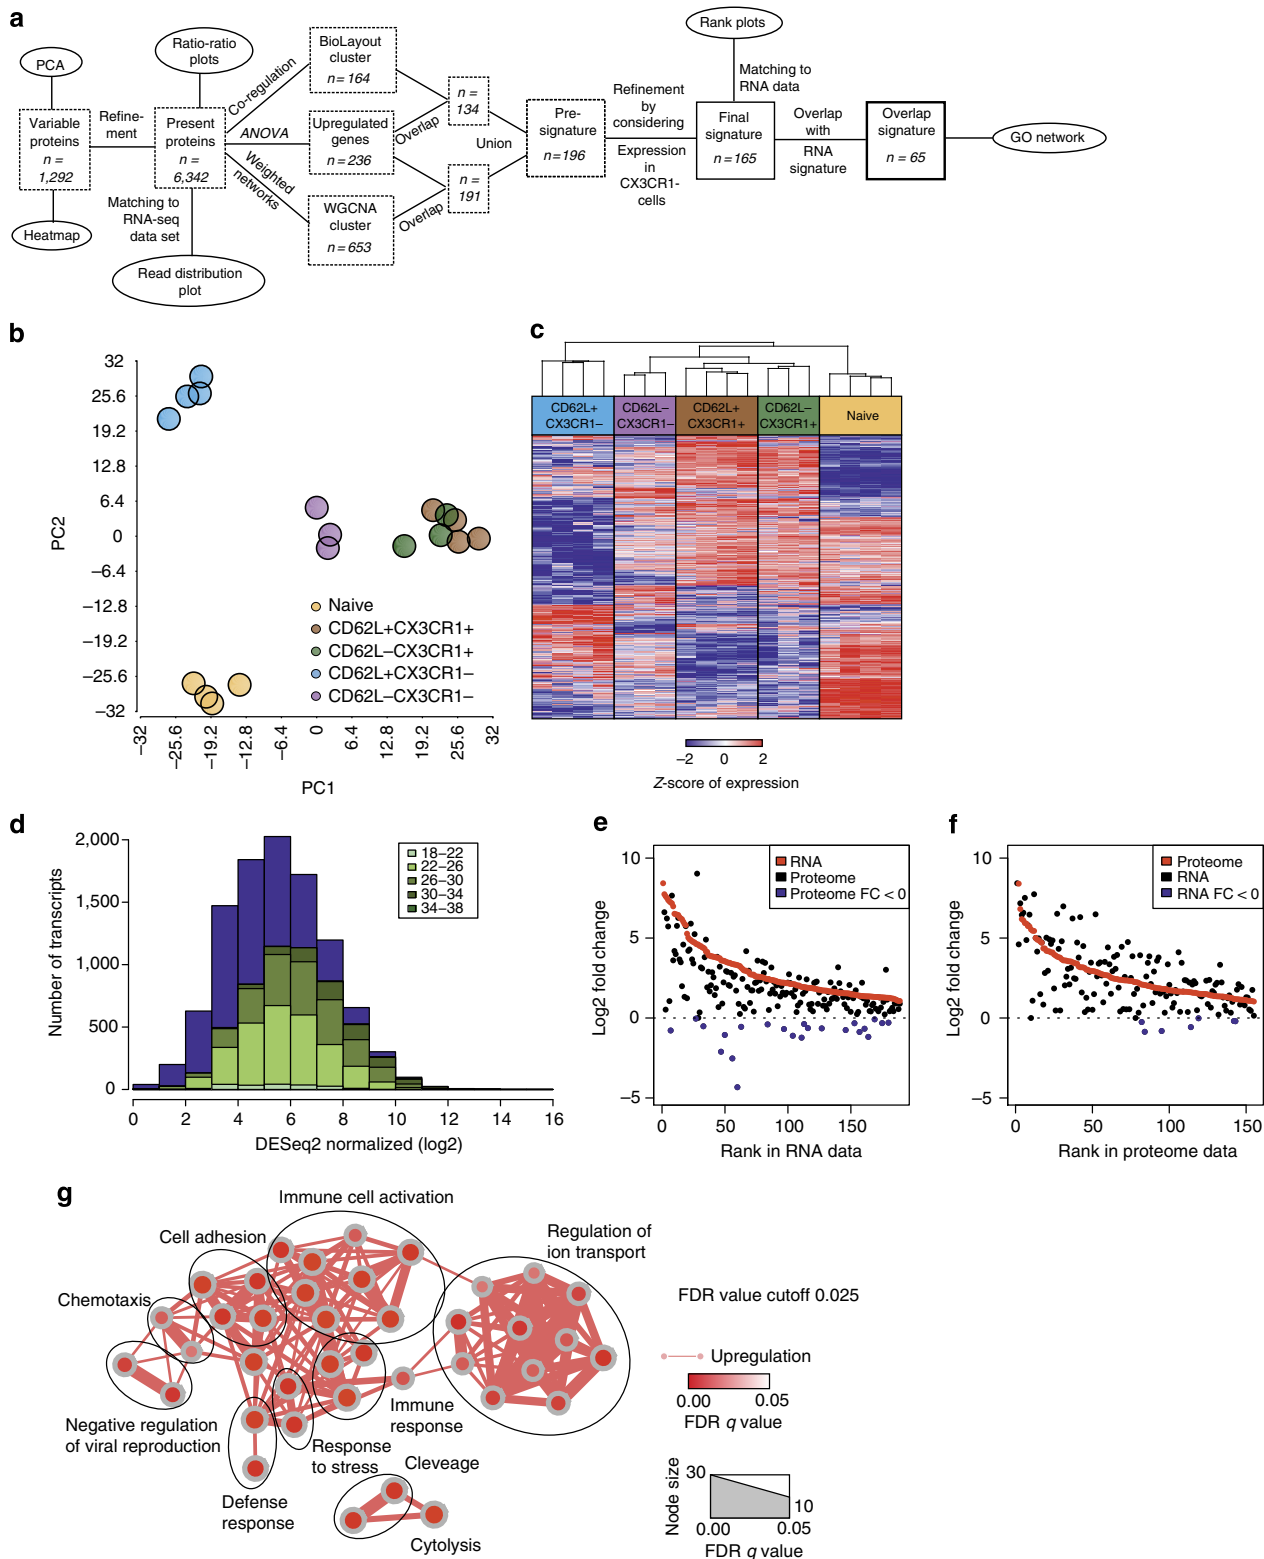 a
PCA
Variable
proteins
n =
1,292
Heatmap
Refine-
ment
Ratio-ratio
plots
Present
proteins
n =
6,342
Matching to
RNA-seq
data set
Read distribution
plot
Co-regulation
ANOVA
Weighted
networks
BioLayout
cluster
n = 164
Upregulated
genes
n = 236
WGCNA
cluster
n = 653
Overlap
Overlap
n =
134
n =
191
Union
Pre-
signature
n=196
Refinement
by
considering
Expression
in
CX3CR1-
cells
Rank plots
Matching to
RNA data
Final
signature
n=165
Overlap
with
RNA
signature
Overlap
signature
n = 65
GO network
b
PC2
32
25.6
19.2
12.8
6.4
0
−6.4
−12.8
−19.2
−25.6
−32
−32
−25.6
−19.2
−12.8
−6.4
0
6.4
12.8
19.2
25.6
32
PC1
Naive
CD62L+CX3CR1+
CD62L−CX3CR1+
CD62L+CX3CR1−
CD62L−CX3CR1−
c
CD62L+
CX3CR1−
CD62L−
CX3CR1−
CD62L+
CX3CR1+
CD62L−
CX3CR1+
Naive
−2 0 2
Z-score of expression
d
Number of transcripts
2,000
1,500
1,000
500
0
0 2 4 6 8 10 12 14 16
DESeq2 normalized (log2)
18−22
22−26
26−30
30−34
34−38
e
Log2 fold change
10
5
0
−5
0 50 100 150
Rank in RNA data
RNA
Proteome
Proteome FC < 0
f
Log2 fold change
10
5
0
−5
0 50 100 150
Rank in proteome data
Proteome
RNA
RNA FC < 0
g
Immune cell activation
Cell adhesion
Chemotaxis
Regulation of
ion transport
Negative regulation
of viral reproduction
Immune
response
Response
to stress
Defense
response
Cleveage
Cytolysis
FDR value cutoff 0.025
Upregulation
0.00 0.05
FDR q value
Node size
30
10
0.00 0.05
FDR q value